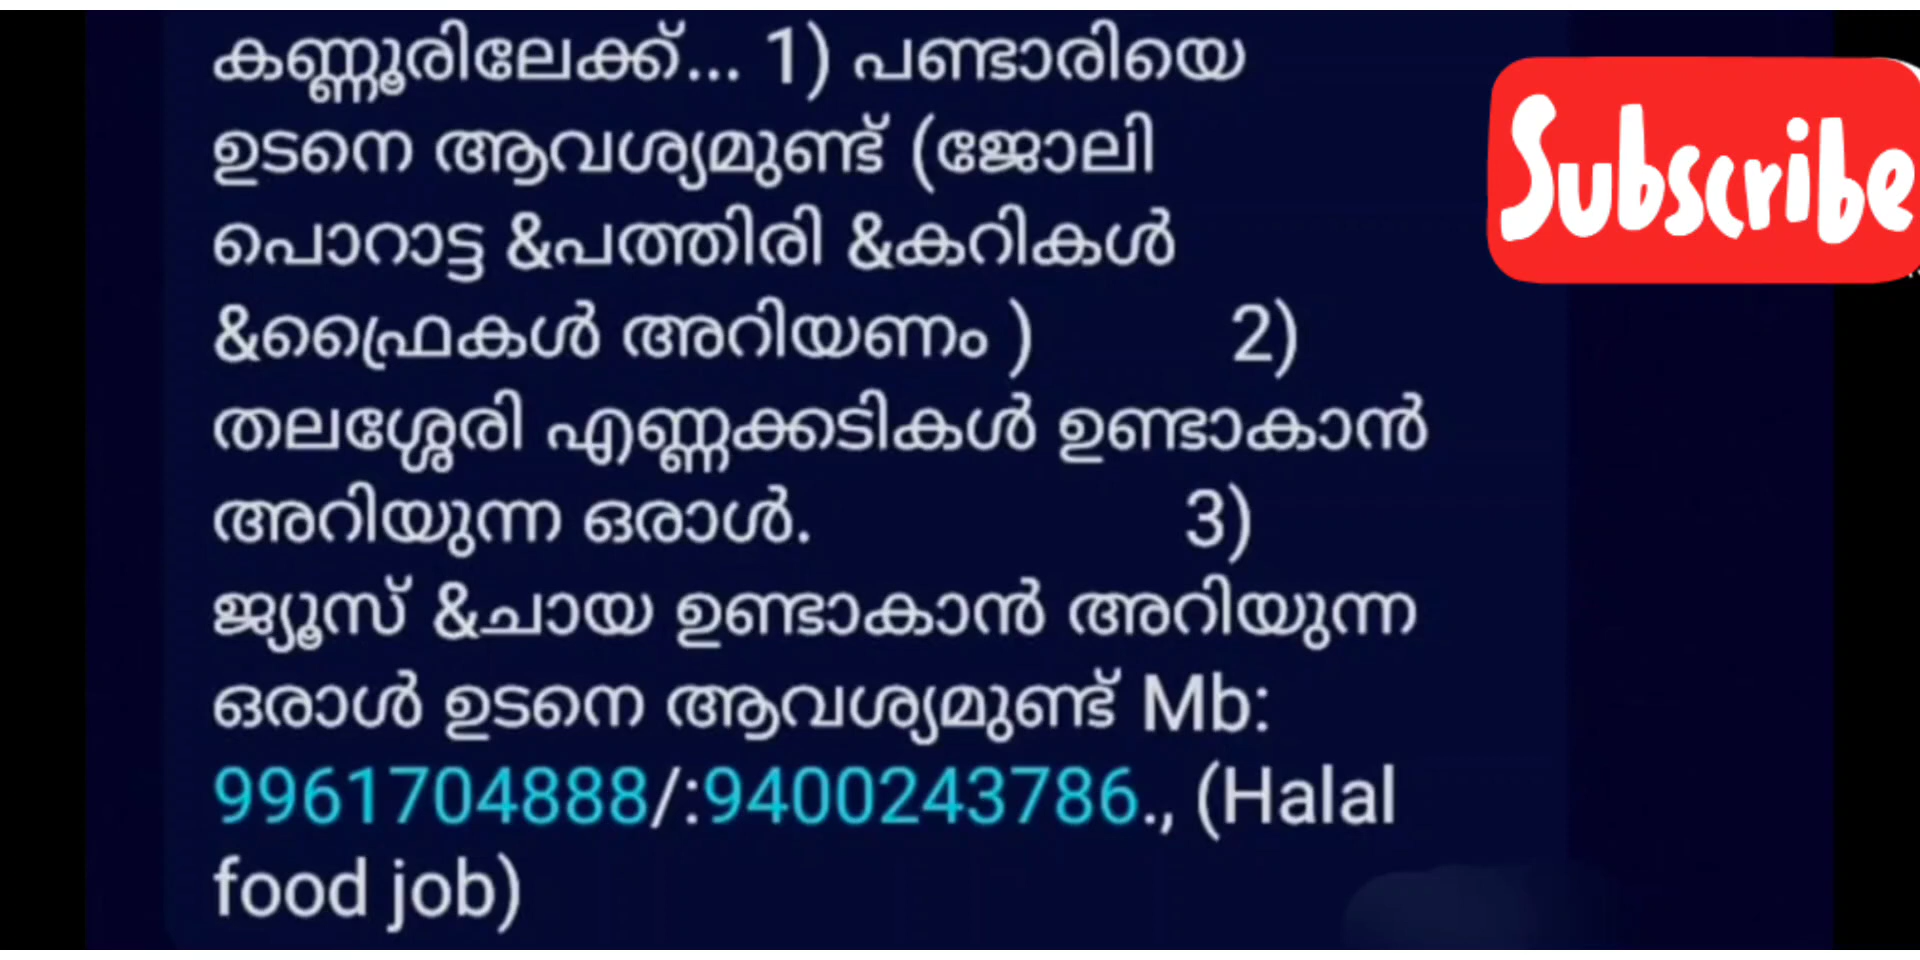 കണ്ണൂരിലേക്ക്... 1) പണ്ടാരിയെ
ഉടനെ ആവശ്യമുണ്ട് (ജോലി
പൊറാട്ട &പത്തിരി &കറികൾ
&ഫ്രൈകൾ അറിയണം ) 2)
തലശ്ശേരി എണ്ണക്കടികൾ ഉണ്ടാകാൻ
അറിയുന്ന ഒരാൾ. 3)
ജ്യൂസ് &ചായ ഉണ്ടാകാൻ അറിയുന്ന
ഒരാൾ ഉടനെ ആവശ്യമുണ്ട് Mb:
9961704888/:9400243786., (Halal
food job)
Subscribe